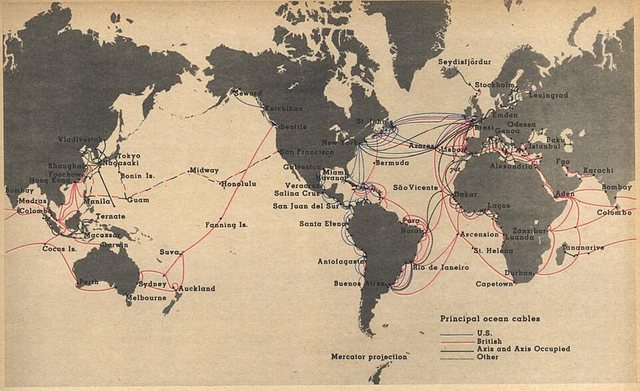 Seydisfjördur
Stockholm
Leningrad
Seward
Ketchikan
Emden
Seattle
St. Johns
Odessa
Brest
Genoa
Vladivostok
New York
Baku
Azores
Lisbon
Istanbul
Tokyo
San Francisco
Shanghai
Nagasaki
Bermuda
Alexandria
Fao
Foochow
Galveston
Karachi
Bonin Is.
Midway
Miami
Hong Kong
Honolulu
Havana
Bombay
Veracruz
São Vicente
Dakar
Aden
Bombay
Madras
Manila
Guam
Salina Cruz
Colombo
San Juan del Sur
Lagos
Colombo
Ternate
Fanning Is.
Santa Elena
Para
Natal
Ascension
Zanzibar
Macassar
Luanda
Cocos Is.
Darwin
St. Helena
Tananarive
Suva
Antofagasta
Rio de Janeiro
Durban
Perth
Sydney
Auckland
Buenos Aires
Capetown
Melbourne
Principal ocean cables
U.S.
British
Axis and Axis Occupied
Other
Mercator projection